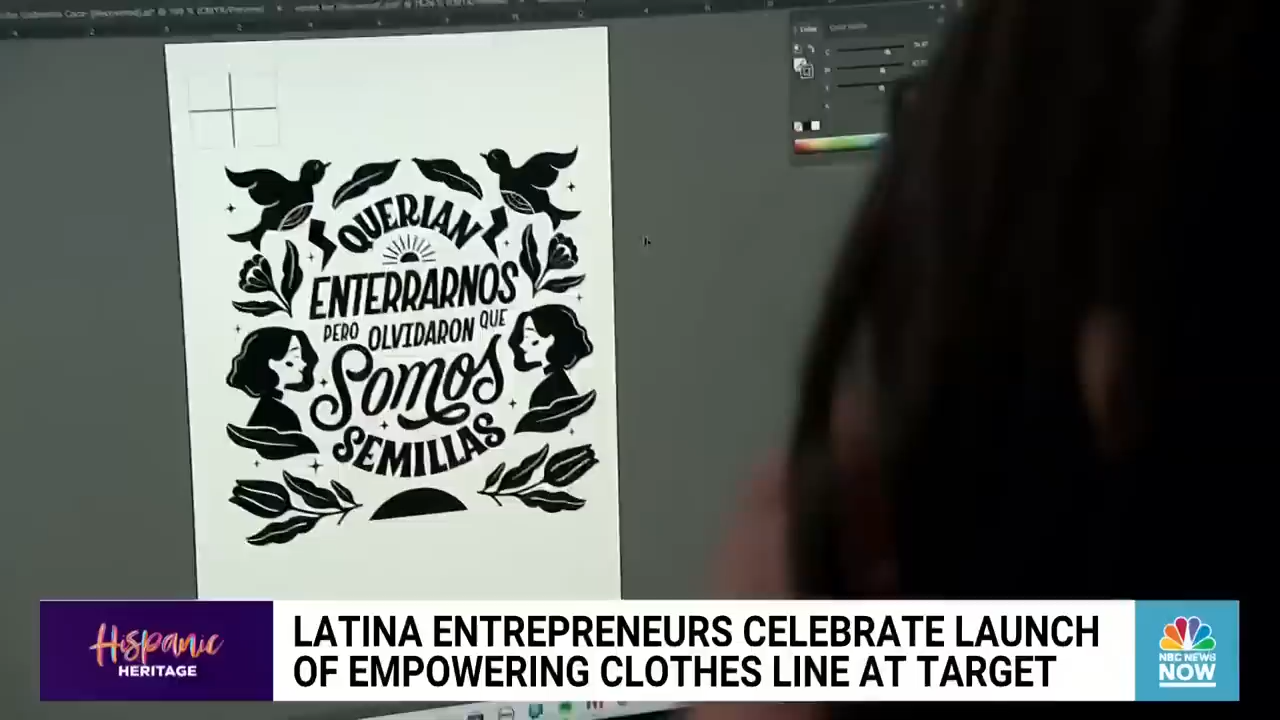 QUERIAN
ENTERRARNOS
PERO OLVIDARON QUE
Somos
SEMILLAS
Hispanic
HERITAGE
LATINA ENTREPRENEURS CELEBRATE LAUNCH
OF EMPOWERING CLOTHES LINE AT TARGET
NBC NEWS
NOW